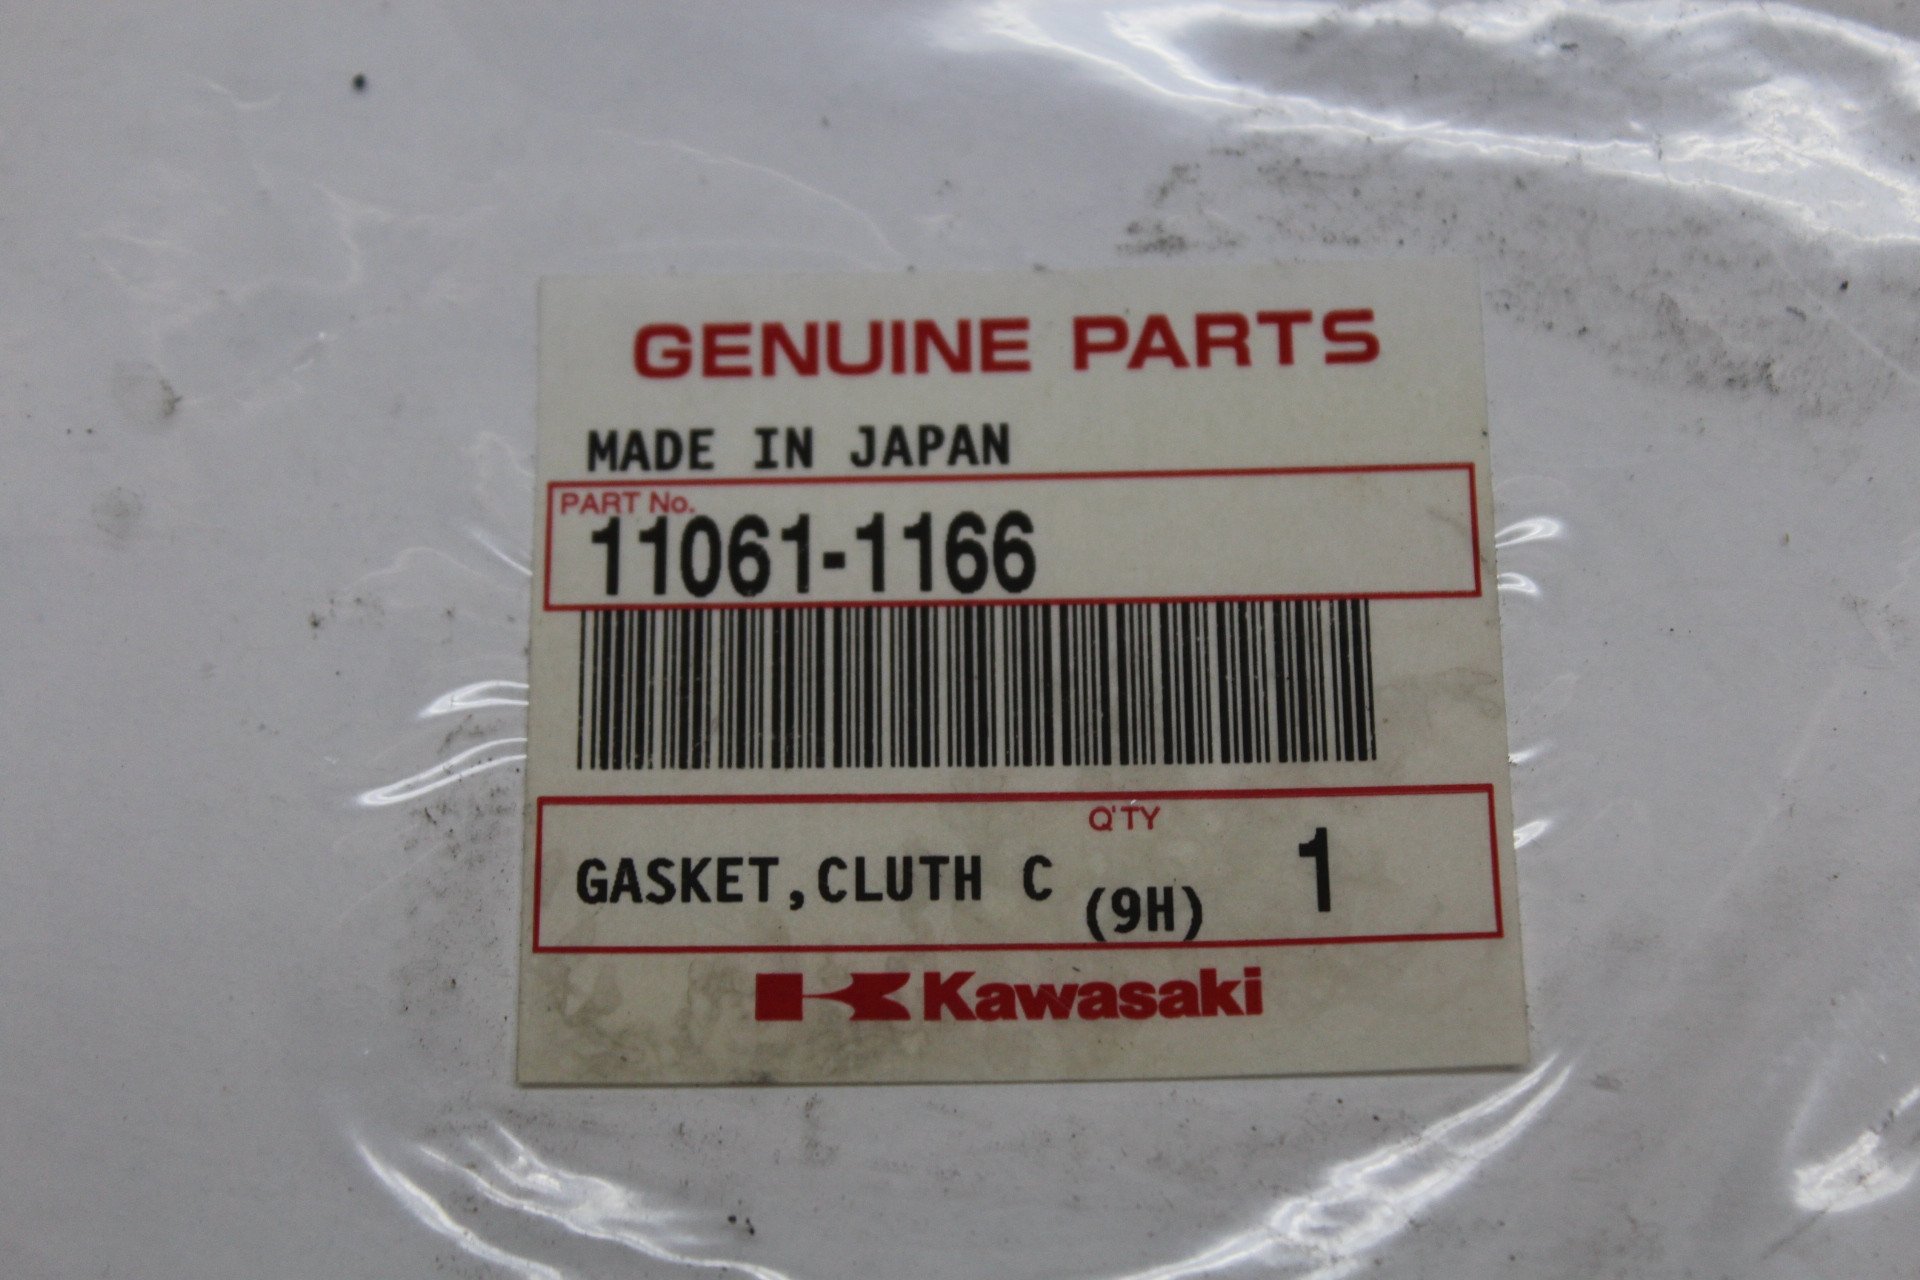 GENUINE PARTS
MADE IN JAPAN
PART No.
11061-1166
Q'TY
GASKET,CLUTH C (9H) 1
Kawasaki